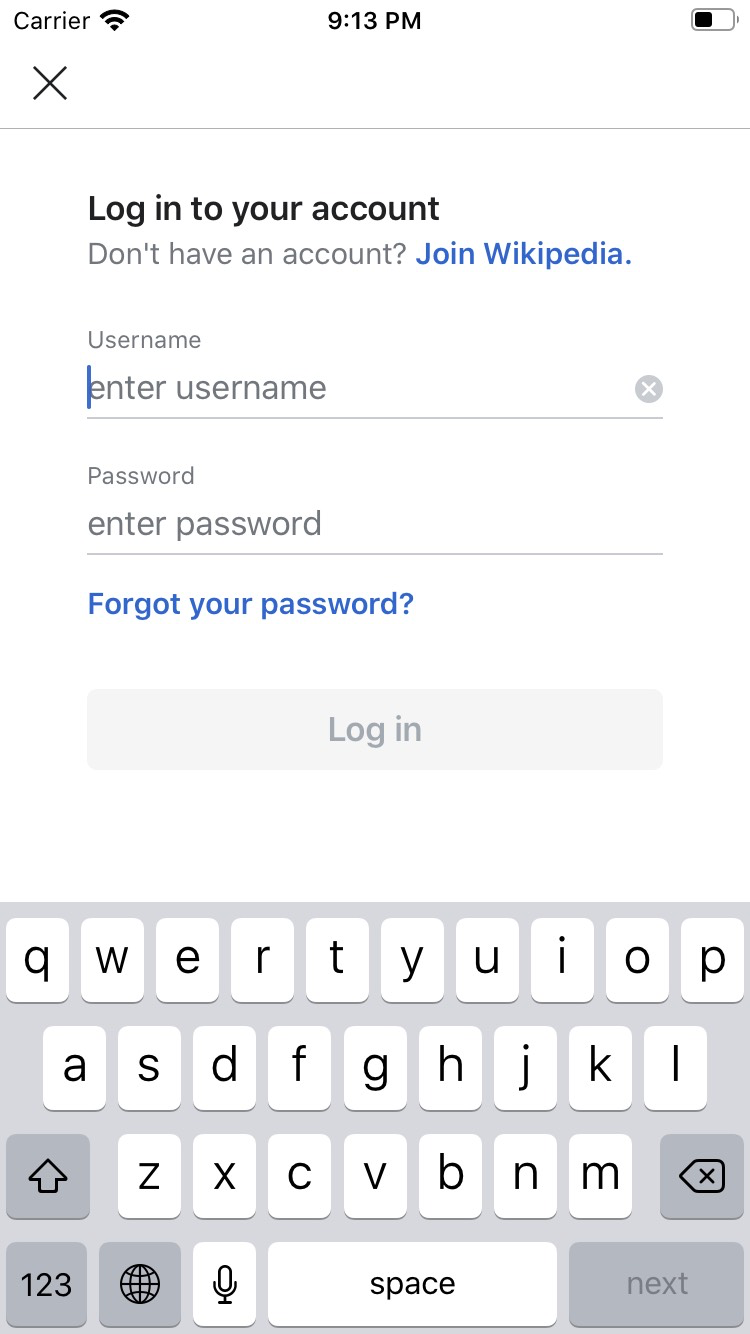 Carrier 9:13 PM
Log in to your account
Don't have an account? Join Wikipedia.
Username
enter username
Password
enter password
Forgot your password?
Log in
q w e r t y u i o p
a s d f g h j k l
z x c v b n m
123 space next